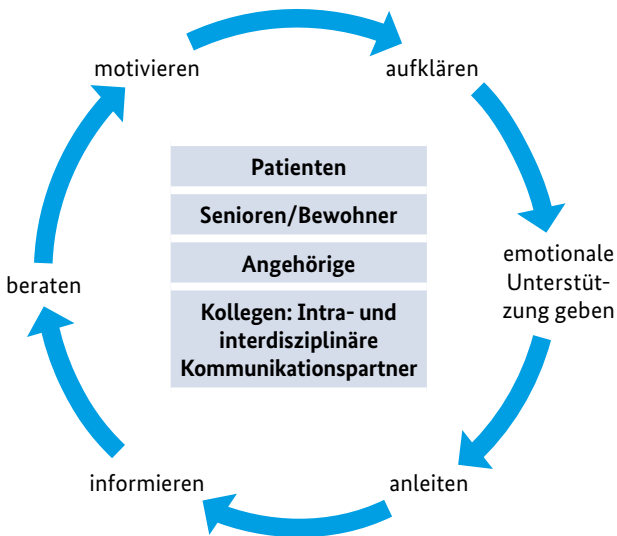 motivieren
aufklären
Patienten
Senioren/Bewohner
Angehörige
Kollegen: Intra- und
interdisziplinäre
Kommunikationspartner
emotionale
Unterstüt-
zung geben
beraten
informieren
anleiten